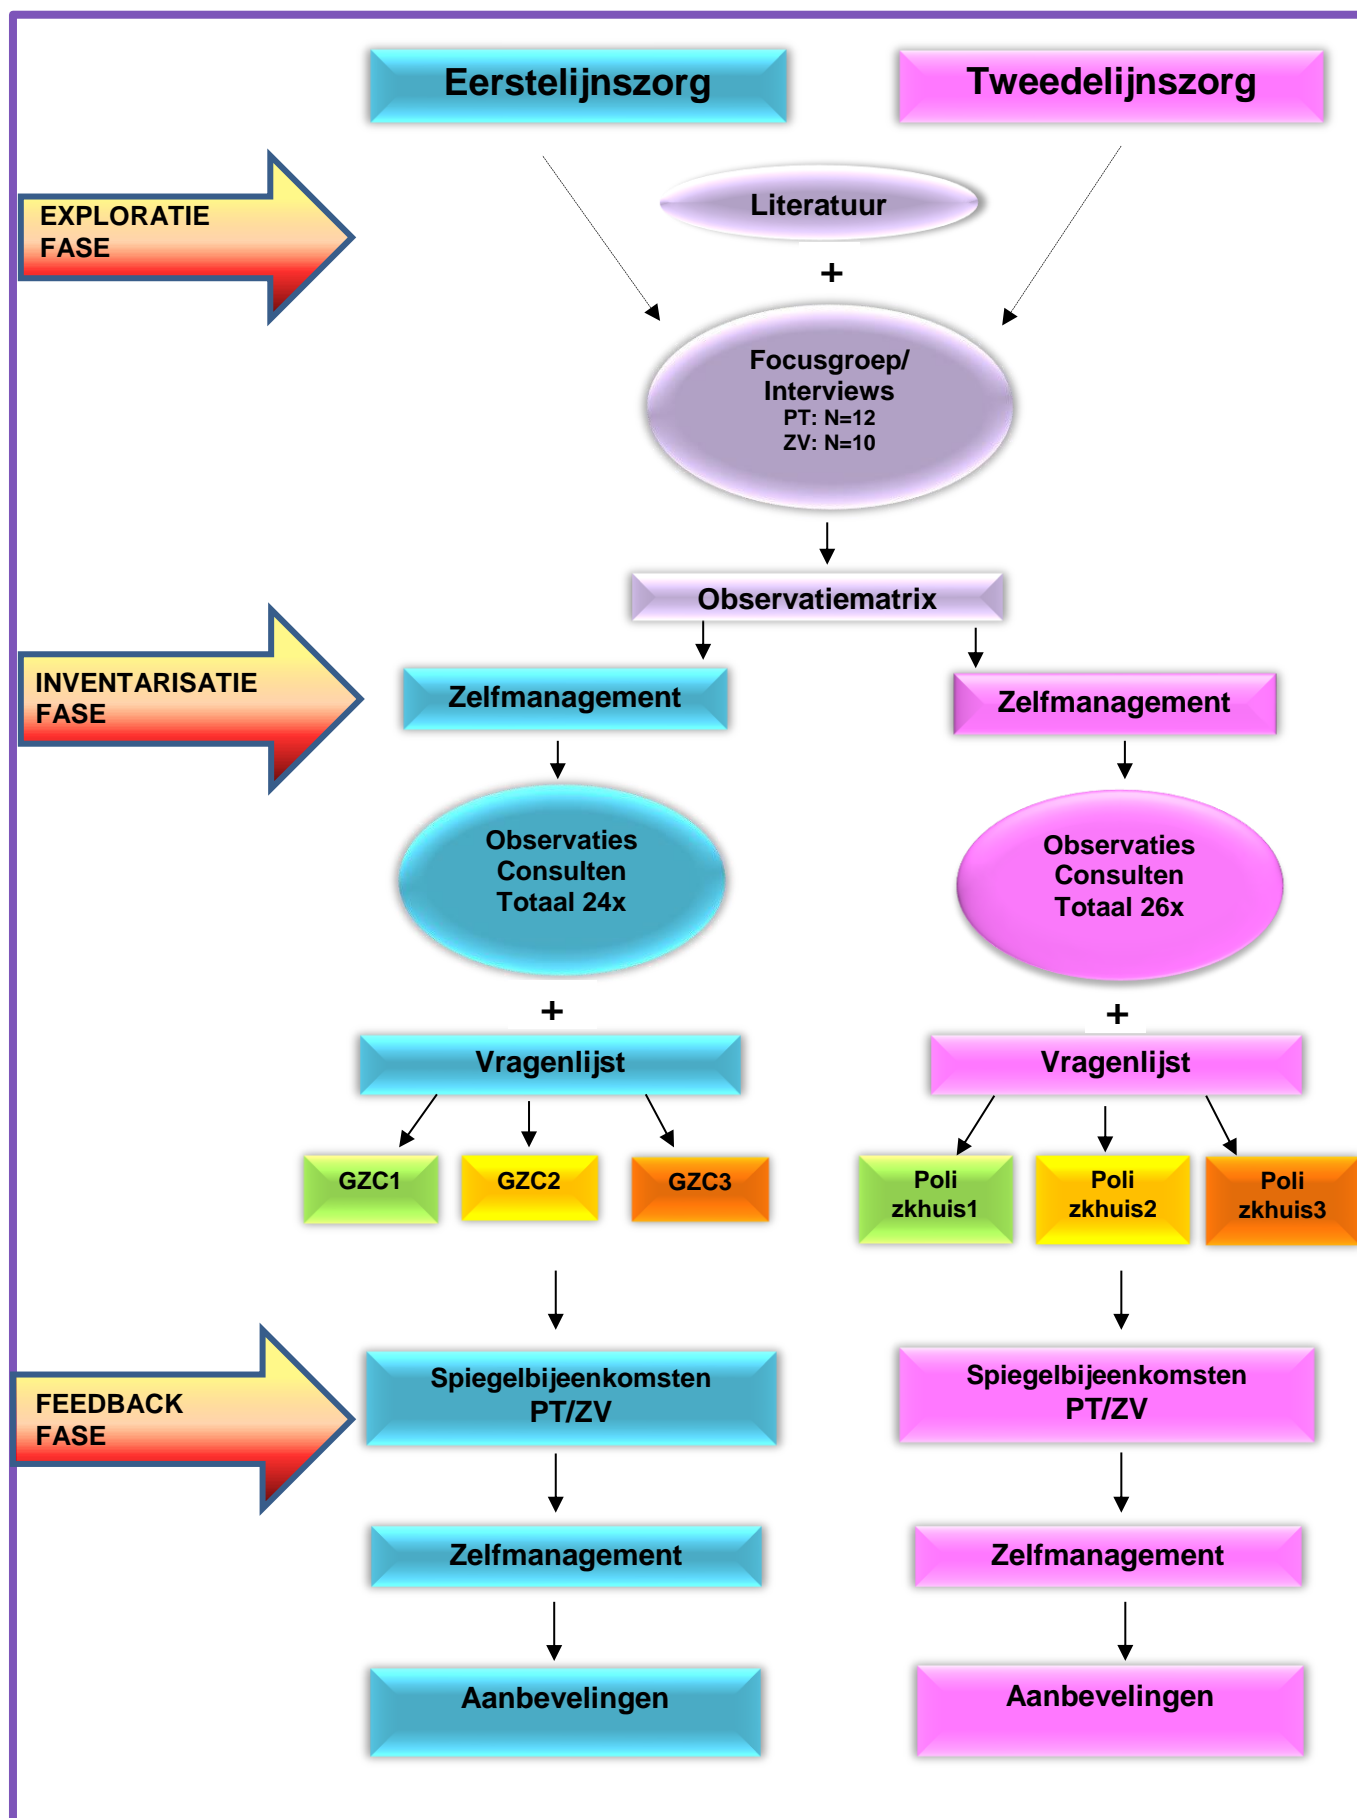 Eerstelijnszorg
Tweedelijnszorg
EXPLORATIE
FASE
Literatuur
+
Focusgroep/
Interviews
PT: N=12
ZV: N=10
Observatiematrix
INVENTARISATIE
FASE
Zelfmanagement
Zelfmanagement
Observaties
Consulten
Totaal 24x
Observaties
Consulten
Totaal 26x
+
+
Vragenlijst
Vragenlijst
GZC1
GZC2
GZC3
Poli
zkhuis1
Poli
zkhuis2
Poli
zkhuis3
FEEDBACK
FASE
Spiegelbijeenkomsten
PT/ZV
Spiegelbijeenkomsten
PT/ZV
Zelfmanagement
Zelfmanagement
Aanbevelingen
Aanbevelingen